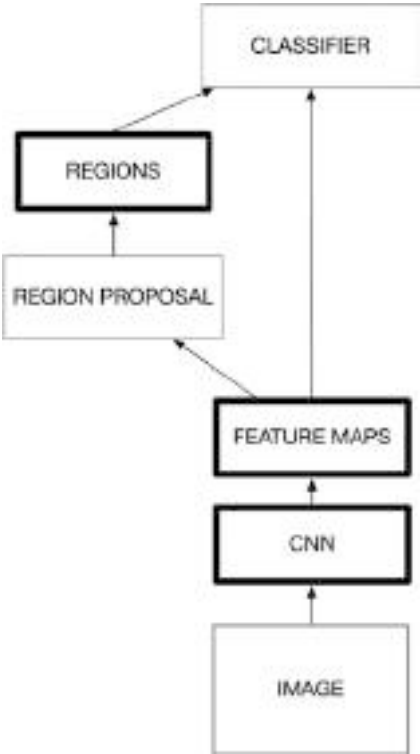 CLASSIFIER
REGIONS
REGION PROPOSAL
FEATURE MAPS
CNN
IMAGE